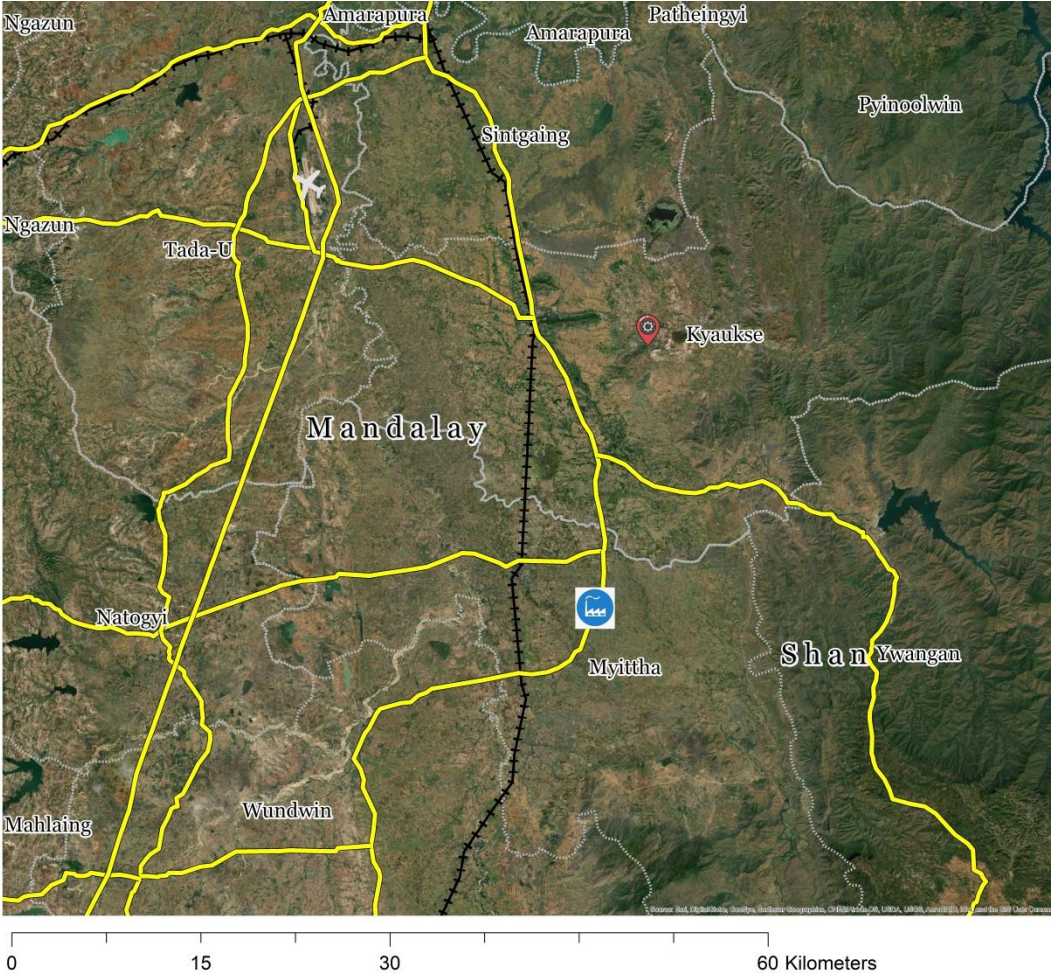 Ngazun
Amarapura
Patheingyi
Amarapura
Pyinoolwin
Sintgaing
Ngazun
Tada-U
Kyaukse
Mandalay
Natogyi
Shan
Ywangan
Myittha
Wundwin
Mahlaing
0 15 30 60 Kilometers